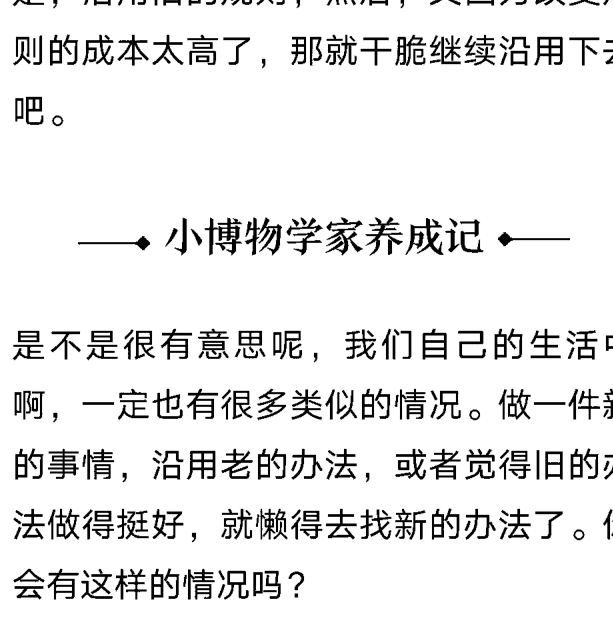 则的成本太高了，那就干脆继续沿用下
吧。
小博物学家养成记
是不是很有意思呢，我们自己的生活
啊，一定也有很多类似的情况。做一件
的事情，沿用老的办法，或者觉得旧的
法做得挺好，就懒得去找新的办法了。
会有这样的情况吗？